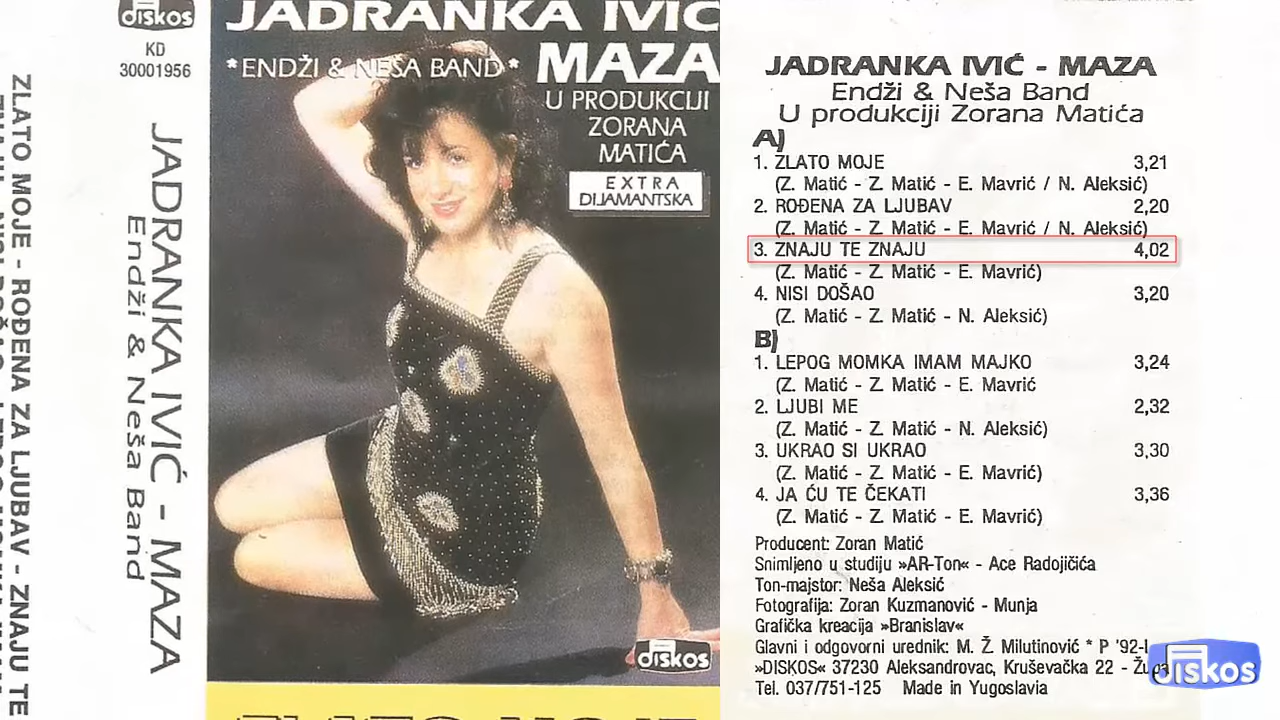 ZLATO MOJE - ROĐENA ZA LJUBAV - ZNAJU TE
diskos
KD
30001956
JADRANKA IVIĆ - MAZA
Endži & Neša Band
JADRANKA IVIĆ
*ENDŽI & NEŠA BAND*
MAZA
U PRODUKCIJI
ZORANA
MATIĆA
EXTRA
DIJAMANTSKA
diskos
JADRANKA IVIĆ - MAZA
Endži & Neša Band
U produkciji Zorana Matića
A)
1. ZLATO MOJE 3,21
(Z. Matić - Z. Matić - E. Mavrić / N. Aleksić)
2. ROĐENA ZA LJUBAV 2,20
(Z. Matić - Z. Matić - E. Mavrić / N. Aleksić)
3. ZNAJU TE ZNAJU 4,02
(Z. Matić - Z. Matić - E. Mavrić)
4. NISI DOŠAO 3,20
(Z. Matić - Z. Matić - N. Aleksić)
B)
1. LEPOG MOMKA IMAM MAJKO 3,24
(Z. Matić - Z. Matić - E. Mavrić
2. LJUBI ME 2,32
(Z. Matić - Z. Matić - N. Aleksić)
3. UKRAO SI UKRAO 3,30
(Z. Matić - Z. Matić - E. Mavrić)
4. JA ĆU TE ČEKATI 3,36
(Z. Matić - Z. Matić - E. Mavrić)
Producent: Zoran Matić
Snimljeno u studiju »AR-Ton« - Ace Radojičića
Ton-majstor: Neša Aleksić
Fotografija: Zoran Kuzmanović - Munja
Grafička kreacija »Branislav«
Glavni i odgovorni urednik: M. Ž. Milutinović * P '92-I
»DISKOS« 37230 Aleksandrovac, Kruševačka 22 - Župa
Tel. 037/751-125 Made in Yugoslavia
diskos